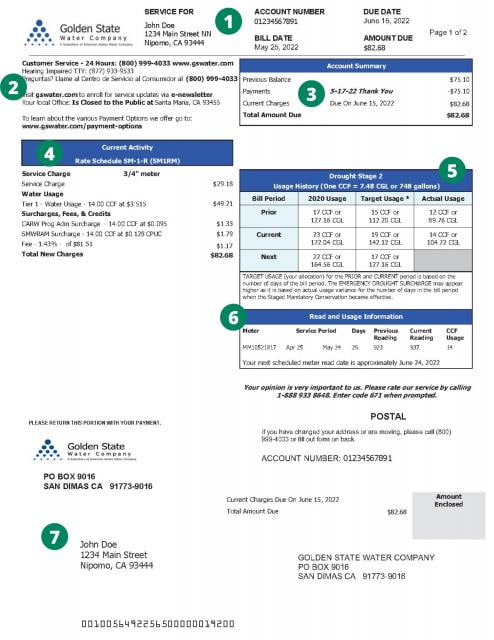 1
Golden State
Water Company
A Subsidiary of American States Water Company
SERVICE FOR
John Doe
1234 Main Street NN
Nipomo, CA 93444
ACCOUNT NUMBER
01234567891
DUE DATE
June 15, 2022
BILL DATE
May 26, 2022
AMOUNT DUE
$82.68
Page 1 of 2
Customer Service - 24 Hours: (800) 999-4033 www.gswater.com
Hearing Impaired TTY: (877) 933-9533
Preguntas? Llame al Centro de Servicio al Consumidor al (800) 999-4033
2
Visit gswater.com to enroll for service updates via e-newsletter.
Your local Office: Is Closed to the Public at Santa Maria, CA 93455
To learn about the various Payment Options we offer go to:
www.gswater.com/payment-options
Account Summary
Previous Balance $75.10
Payments 3 5-17-22 Thank You -$75.10
Current Charges Due On June 15, 2022 $82.68
Total Amount Due $82.68
4
Current Activity
Rate Schedule SM-1-R (SM1RM)
Service Charge 3/4" meter
Service Charge $29.18
Water Usage
Tier 1 - Water Usage - 14.00 CCF at $3.515 $49.21
Surcharges, Fees, & Credits
CARW Prog Adm Surcharge - 14.00 CCF at $0.095 $1.33
SMWRAM Surcharge - 14.00 CCF at $0.128 CPUC $1.79
Fee - 1.43% - of $81.51 $1.17
Total New Charges $82.68
5
Drought Stage 2
Usage History (One CCF = 7.48 CGL or 748 gallons)
Bill Period 2020 Usage Target Usage * Actual Usage
Prior 17 CCF or 127.16 CGL 15 CCF or 112.20 CGL 12 CCF or 89.76 CGL
Current 23 CCF or 172.04 CGL 19 CCF or 142.12 CGL 14 CCF or 104.72 CGL
Next 22 CCF or 164.56 CGL 17 CCF or 127.16 CGL
TARGET USAGE (your allocation) for the PRIOR and CURRENT period is based on the
number of days of the bill period. The EMERGENCY DROUGHT SURCHARGE may appear
higher as it is based on actual usage variance for the number of days in the bill period
when the Staged Mandatory Conservation became effective.
6
Read and Usage Information
Meter Service Period Days Previous Reading Current Reading CCF Usage
Apr 25 May 24 29 923 937 14
Your next scheduled meter read date is approximately June 24, 2022
Your opinion is very important to us. Please rate our service by calling
1-888 933 8648. Enter code 671 when prompted.
PLEASE RETURN THIS PORTION WITH YOUR PAYMENT.
POSTAL
If you have changed your address or are moving, please call (800)
999-4033 or fill out form on back.
ACCOUNT NUMBER: 01234567891
Golden State
Water Company
A Subsidiary of American States Water Company
PO BOX 9016
SAN DIMAS CA 91773-9016
Current Charges Due On June 15, 2022
Total Amount Due $82.68
Amount
Enclosed
7
John Doe
1234 Main Street
Nipomo, CA 93444
GOLDEN STATE WATER COMPANY
PO BOX 9016
SAN DIMAS CA 91773-9016